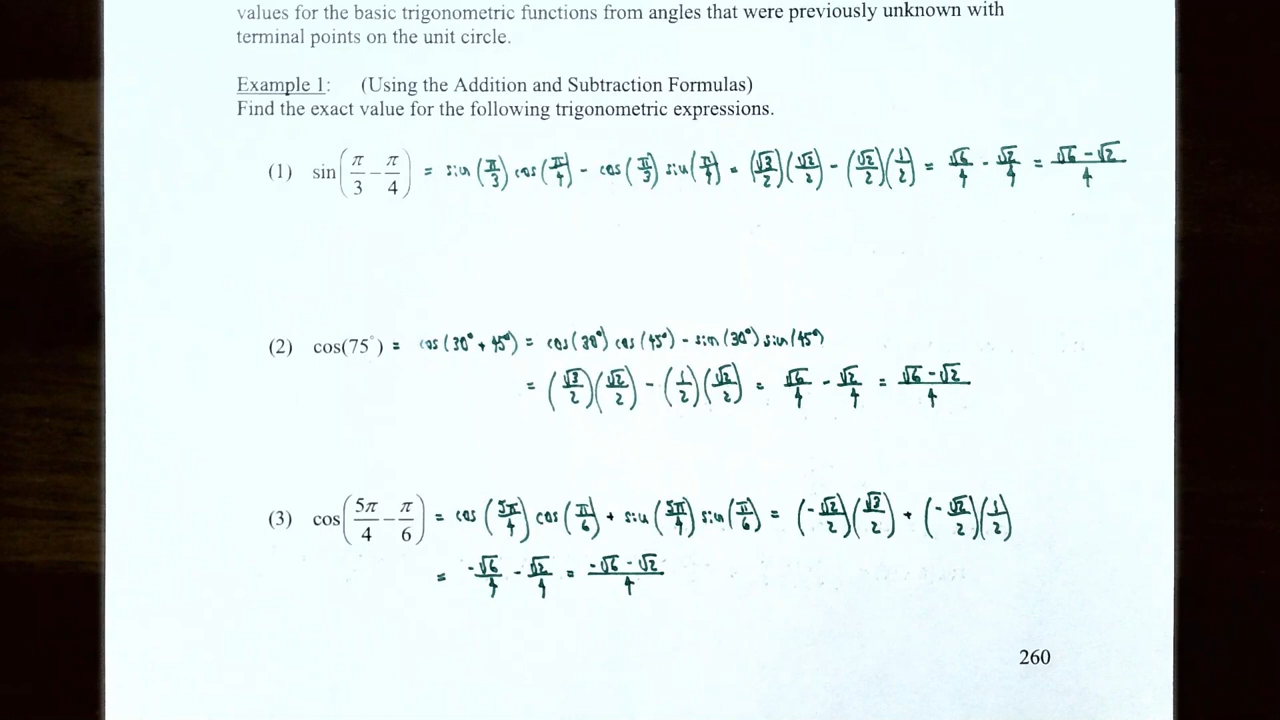 values for the basic trigonometric functions from angles that were previously unknown with
terminal points on the unit circle.
Example 1: (Using the Addition and Subtraction Formulas)
Find the exact value for the following trigonometric expressions.
(1) sin(π/3 − π/4) = sin(π/3) cos(π/4) − cos(π/3) sin(π/4) = (√3/2)(√2/2) − (√2/2)(1/2) = √6/4 − √2/4 = (√6 − √2)/4
(2) cos(75°) = cos(30° + 45°) = cos(30°) cos(45°) − sin(30°) sin(45°)
= (√3/2)(√2/2) − (1/2)(√2/2) = √6/4 − √2/4 = (√6 − √2)/4
(3) cos(5π/4 − π/6) = cos(5π/4) cos(π/6) + sin(5π/4) sin(π/6) = (−√2/2)(√3/2) + (−√2/2)(1/2)
= −√6/4 − √2/4 = (−√6 − √2)/4
260